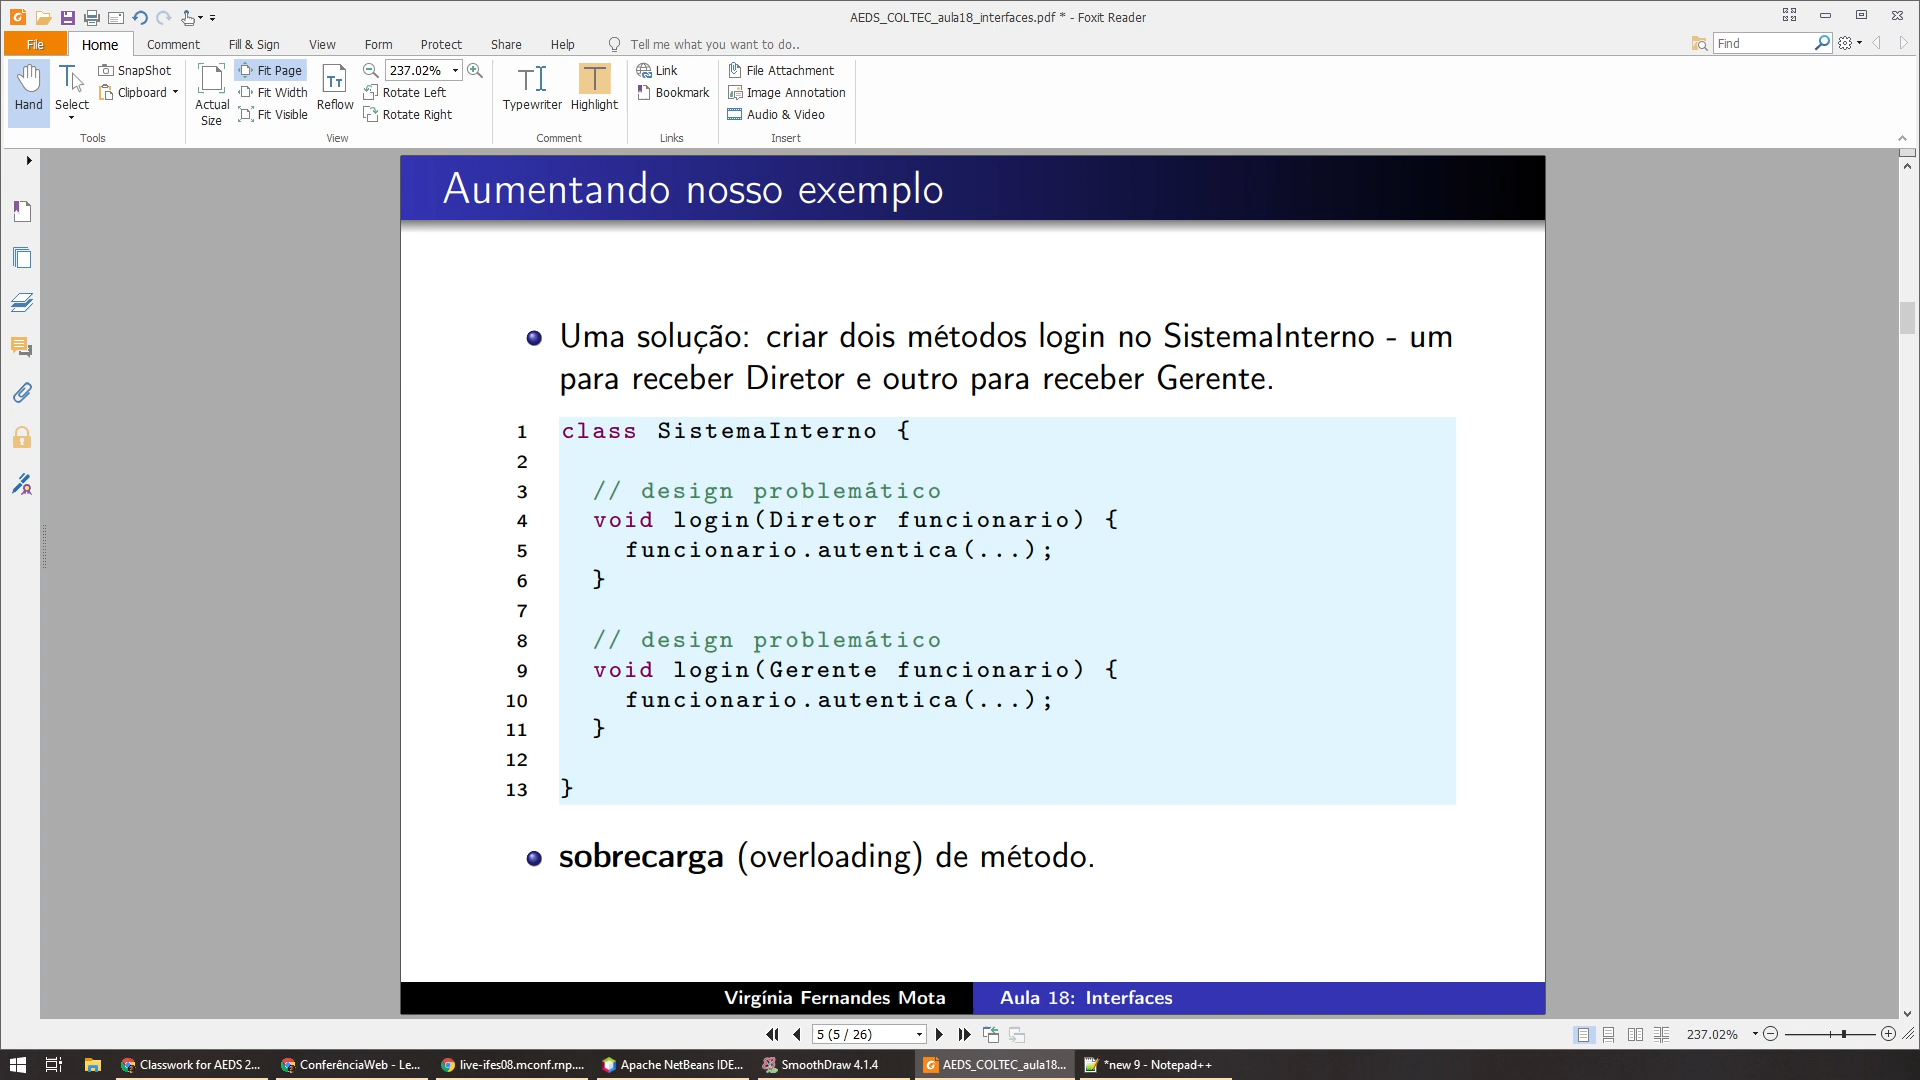 AEDS_COLTEC_aula18_interfaces.pdf * - Foxit Reader
File Home Comment Fill & Sign View Form Protect Share Help Tell me what you want to do.. Find
Hand Select SnapShot Clipboard
Tools
Actual Size Fit Page Fit Width Fit Visible Reflow 237.02% Rotate Left Rotate Right
View
Typewriter Highlight
Comment
Link Bookmark
Links
File Attachment Image Annotation Audio & Video
Insert
Aumentando nosso exemplo
Uma solução: criar dois métodos login no SistemaInterno - um
para receber Diretor e outro para receber Gerente.
1 class SistemaInterno {
2
3 // design problemático
4 void login(Diretor funcionario) {
5 funcionario.autentica(...);
6 }
7
8 // design problemático
9 void login(Gerente funcionario) {
10 funcionario.autentica(...);
11 }
12
13 }
sobrecarga (overloading) de método.
Virgínia Fernandes Mota Aula 18: Interfaces
5 (5 / 26) 237.02%
Classwork for AEDS 2... ConferênciaWeb - Le... live-ifes08.mconf.rnp.... Apache NetBeans IDE... SmoothDraw 4.1.4 AEDS_COLTEC_aula18... *new 9 - Notepad++